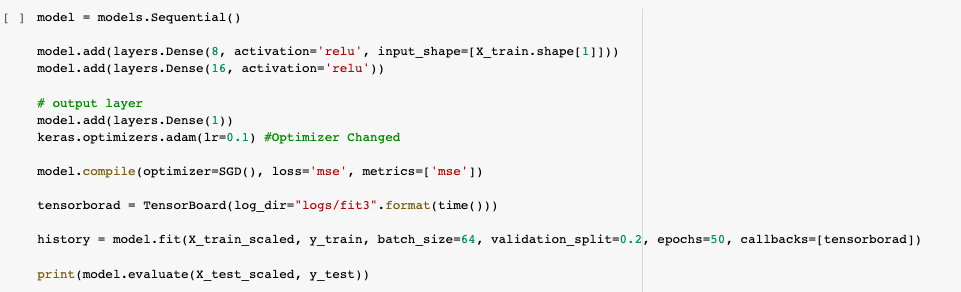 [ ] model = models.Sequential()
model.add(layers.Dense(8, activation='relu', input_shape=[X_train.shape[1]]))
model.add(layers.Dense(16, activation='relu'))
# output layer
model.add(layers.Dense(1))
keras.optimizers.adam(lr=0.1) #Optimizer Changed
model.compile(optimizer=SGD(), loss='mse', metrics=['mse'])
tensorborad = TensorBoard(log_dir="logs/fit3".format(time()))
history = model.fit(X_train_scaled, y_train, batch_size=64, validation_split=0.2, epochs=50, callbacks=[tensorborad])
print(model.evaluate(X_test_scaled, y_test))